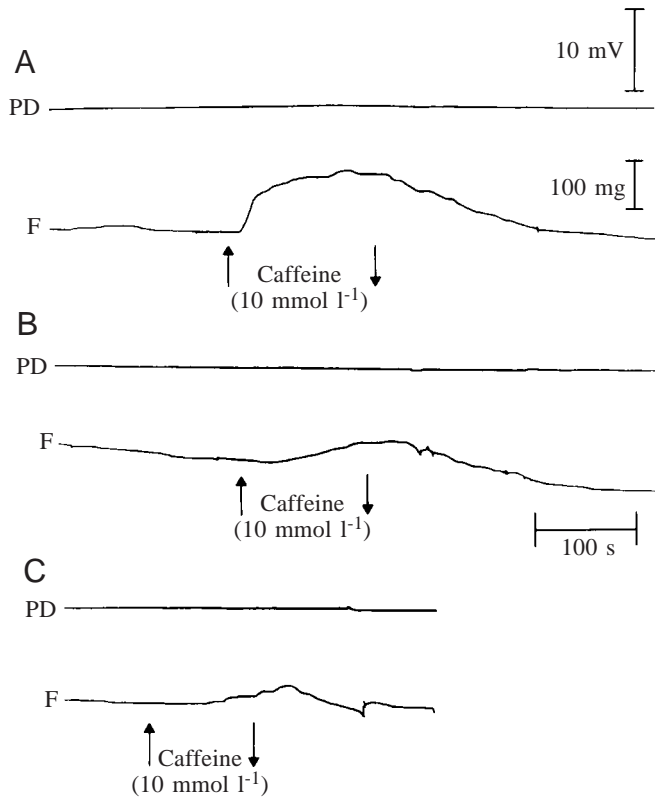 10 mV
A
PD
100 mg
F
Caffeine
(10 mmol l⁻¹)
B
PD
F
Caffeine
(10 mmol l⁻¹)
100 s
C
PD
F
Caffeine
(10 mmol l⁻¹)